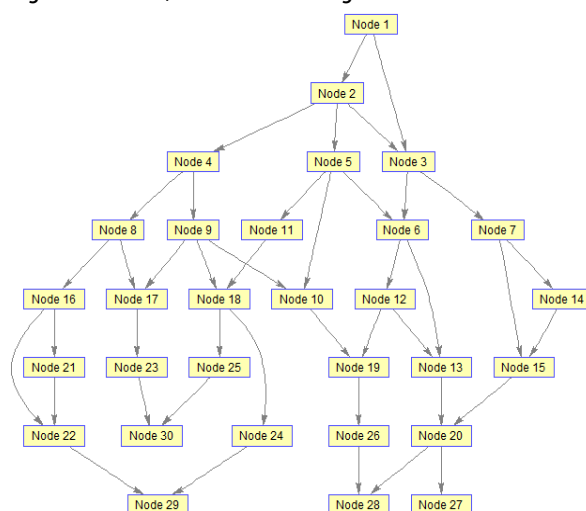 Node 1
Node 2
Node 4
Node 5
Node 3
Node 8
Node 9
Node 11
Node 6
Node 7
Node 16
Node 17
Node 18
Node 10
Node 12
Node 14
Node 21
Node 23
Node 25
Node 19
Node 13
Node 15
Node 22
Node 30
Node 24
Node 26
Node 20
Node 29
Node 28
Node 27